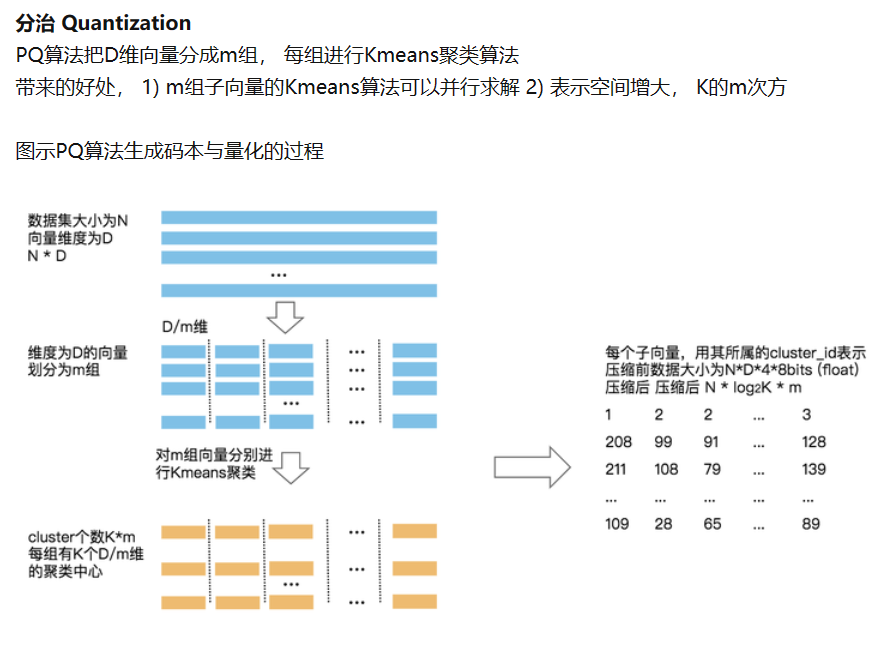 分治 Quantization
PQ算法把D维向量分成m组， 每组进行Kmeans聚类算法
带来的好处， 1) m组子向量的Kmeans算法可以并行求解 2) 表示空间增大， K的m次方
图示PQ算法生成码本与量化的过程
数据集大小为N
向量维度为D
N * D
...
D/m维
维度为D的向量
划分为m组
...
...
...
...
...
对m组向量分别进
行Kmeans聚类
cluster个数K*m
每组有K个D/m维
的聚类中心
...
...
...
...
每个子向量，用其所属的cluster_id表示
压缩前数据大小为N*D*4*8bits (float)
压缩后 压缩后 N * log₂K * m
1 2 2 ... 3
208 99 91 ... 128
211 108 79 ... 139
... ... ... ... ...
109 28 65 ... 89